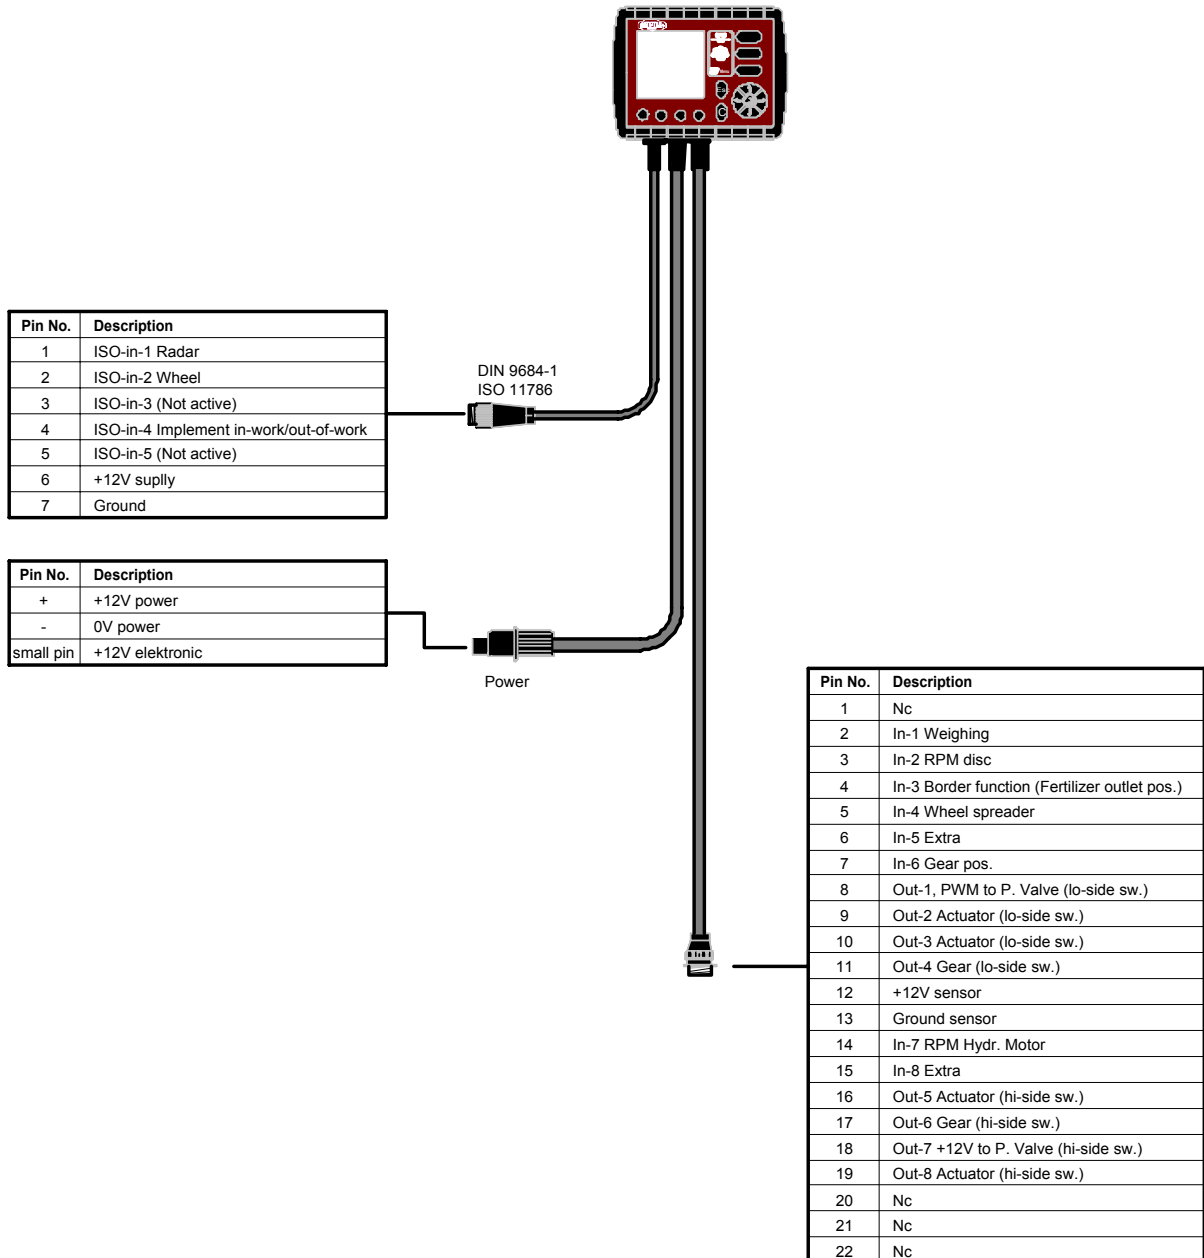 Esc
C
Pin No. Description
1 ISO-in-1 Radar
2 ISO-in-2 Wheel
3 ISO-in-3 (Not active)
4 ISO-in-4 Implement in-work/out-of-work
5 ISO-in-5 (Not active)
6 +12V suplly
7 Ground
DIN 9684-1
ISO 11786
Pin No. Description
+ +12V power
- 0V power
small pin +12V elektronic
Power
Pin No. Description
1 Nc
2 In-1 Weighing
3 In-2 RPM disc
4 In-3 Border function (Fertilizer outlet pos.)
5 In-4 Wheel spreader
6 In-5 Extra
7 In-6 Gear pos.
8 Out-1, PWM to P. Valve (lo-side sw.)
9 Out-2 Actuator (lo-side sw.)
10 Out-3 Actuator (lo-side sw.)
11 Out-4 Gear (lo-side sw.)
12 +12V sensor
13 Ground sensor
14 In-7 RPM Hydr. Motor
15 In-8 Extra
16 Out-5 Actuator (hi-side sw.)
17 Out-6 Gear (hi-side sw.)
18 Out-7 +12V to P. Valve (hi-side sw.)
19 Out-8 Actuator (hi-side sw.)
20 Nc
21 Nc
22 Nc